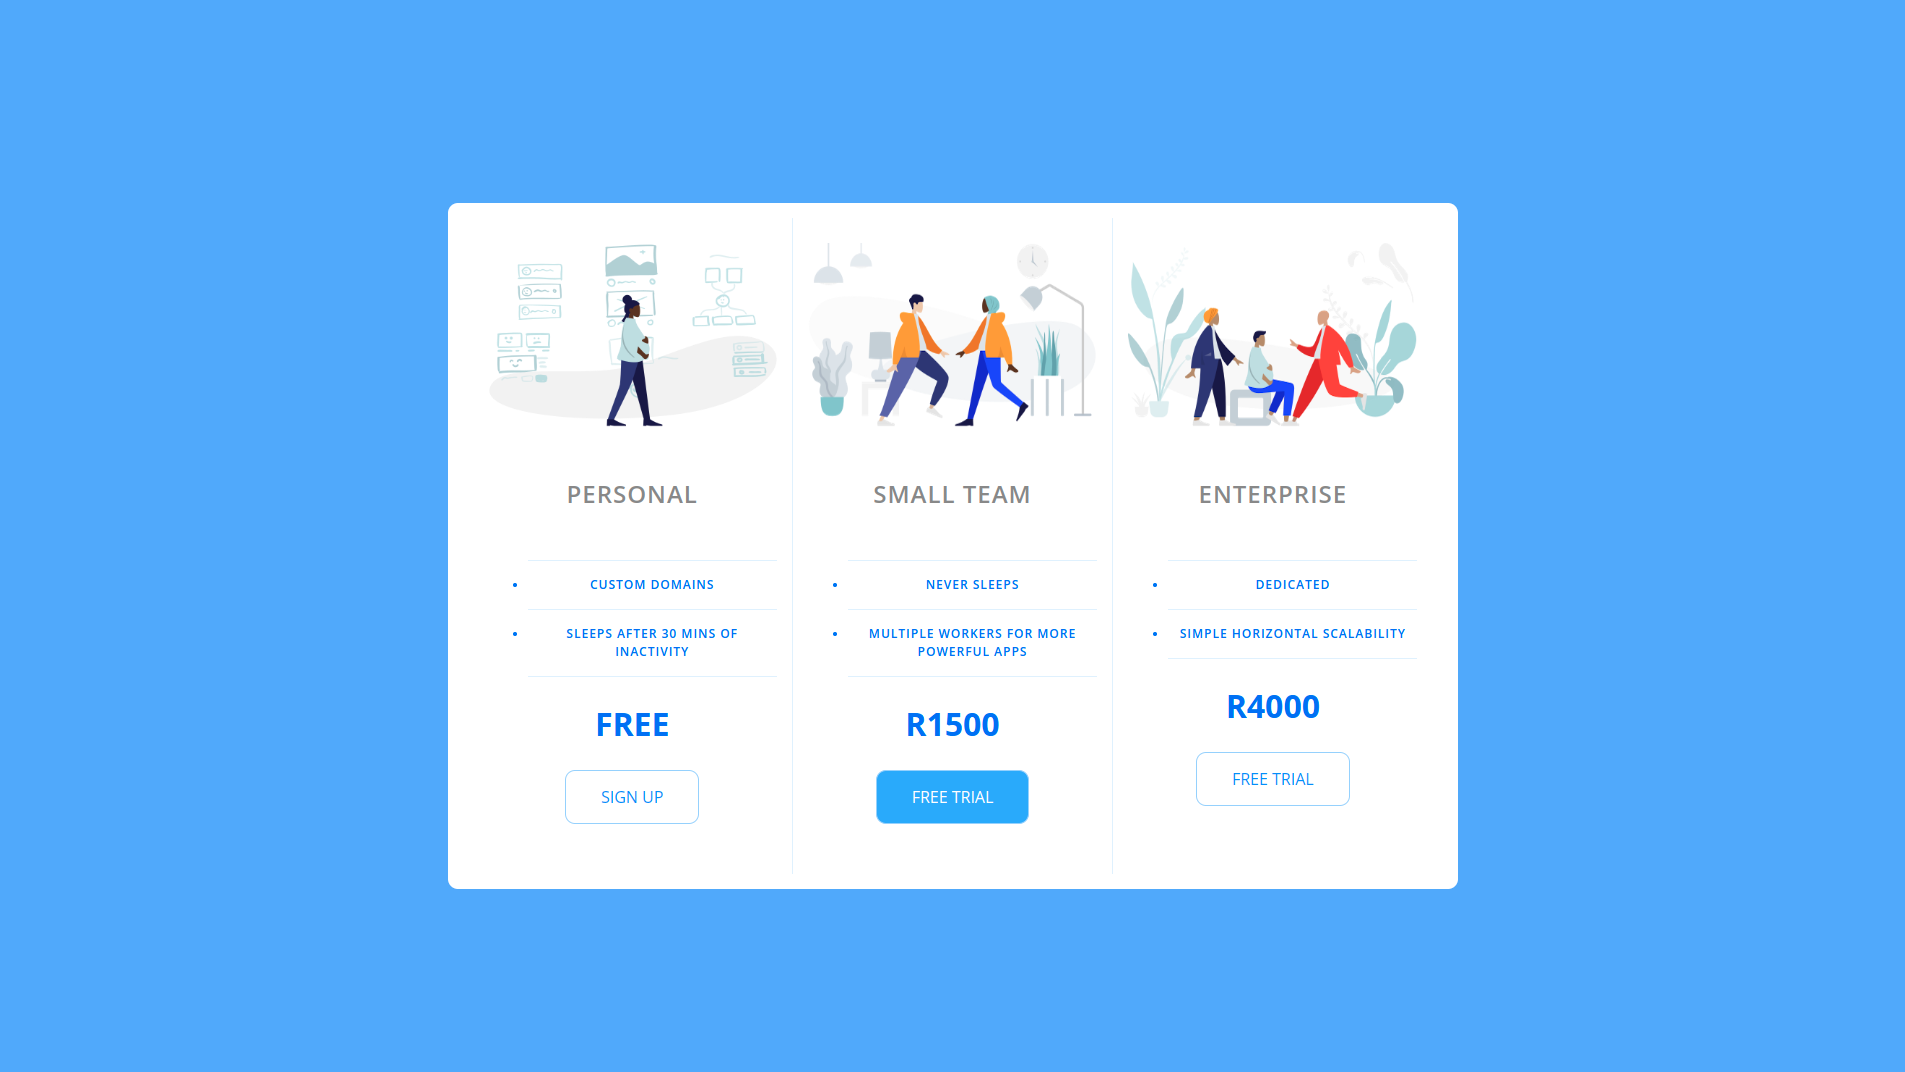 PERSONAL
CUSTOM DOMAINS
SLEEPS AFTER 30 MINS OF
INACTIVITY
FREE
SIGN UP
SMALL TEAM
NEVER SLEEPS
MULTIPLE WORKERS FOR MORE
POWERFUL APPS
R1500
FREE TRIAL
ENTERPRISE
DEDICATED
SIMPLE HORIZONTAL SCALABILITY
R4000
FREE TRIAL